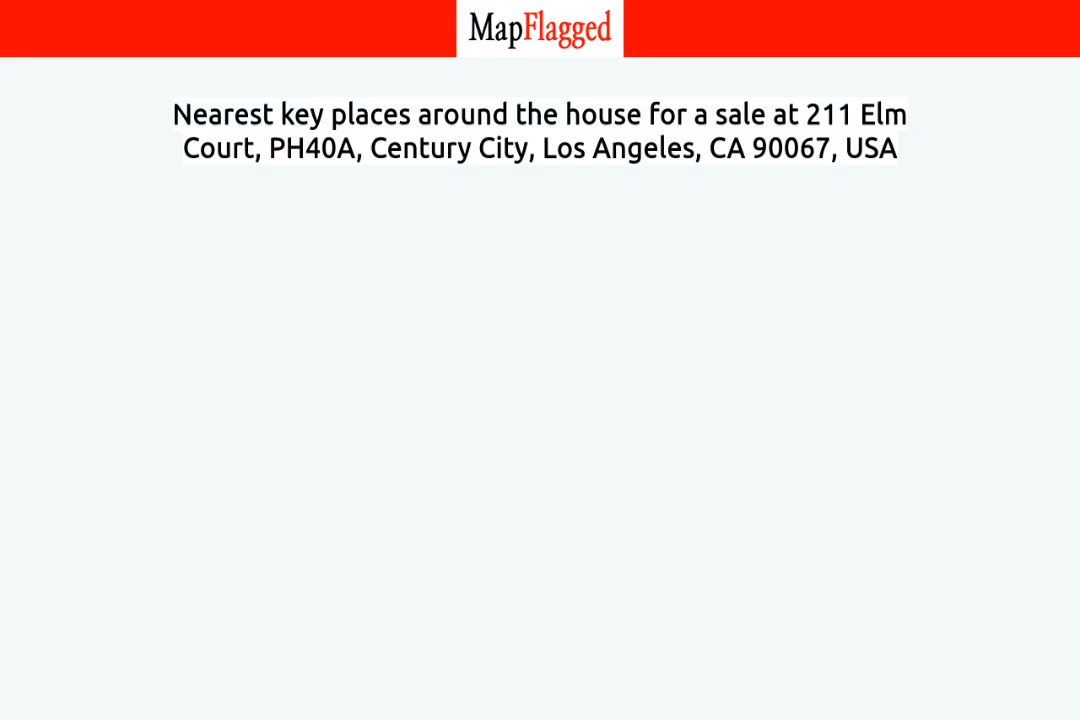 MapFlagged
Nearest key places around the house for a sale at 211 Elm
Court, PH40A, Century City, Los Angeles, CA 90067, USA